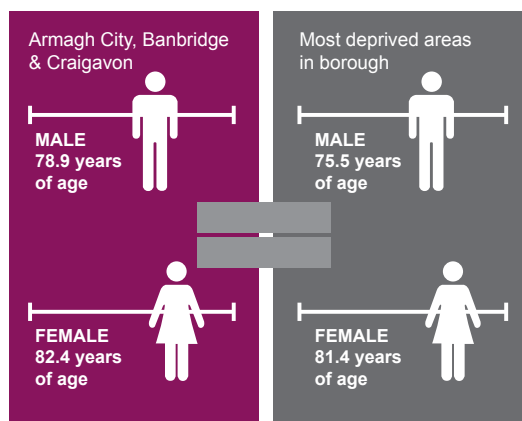 Armagh City, Banbridge
& Craigavon
MALE
78.9 years
of age
FEMALE
82.4 years
of age
Most deprived areas
in borough
MALE
75.5 years
of age
FEMALE
81.4 years
of age